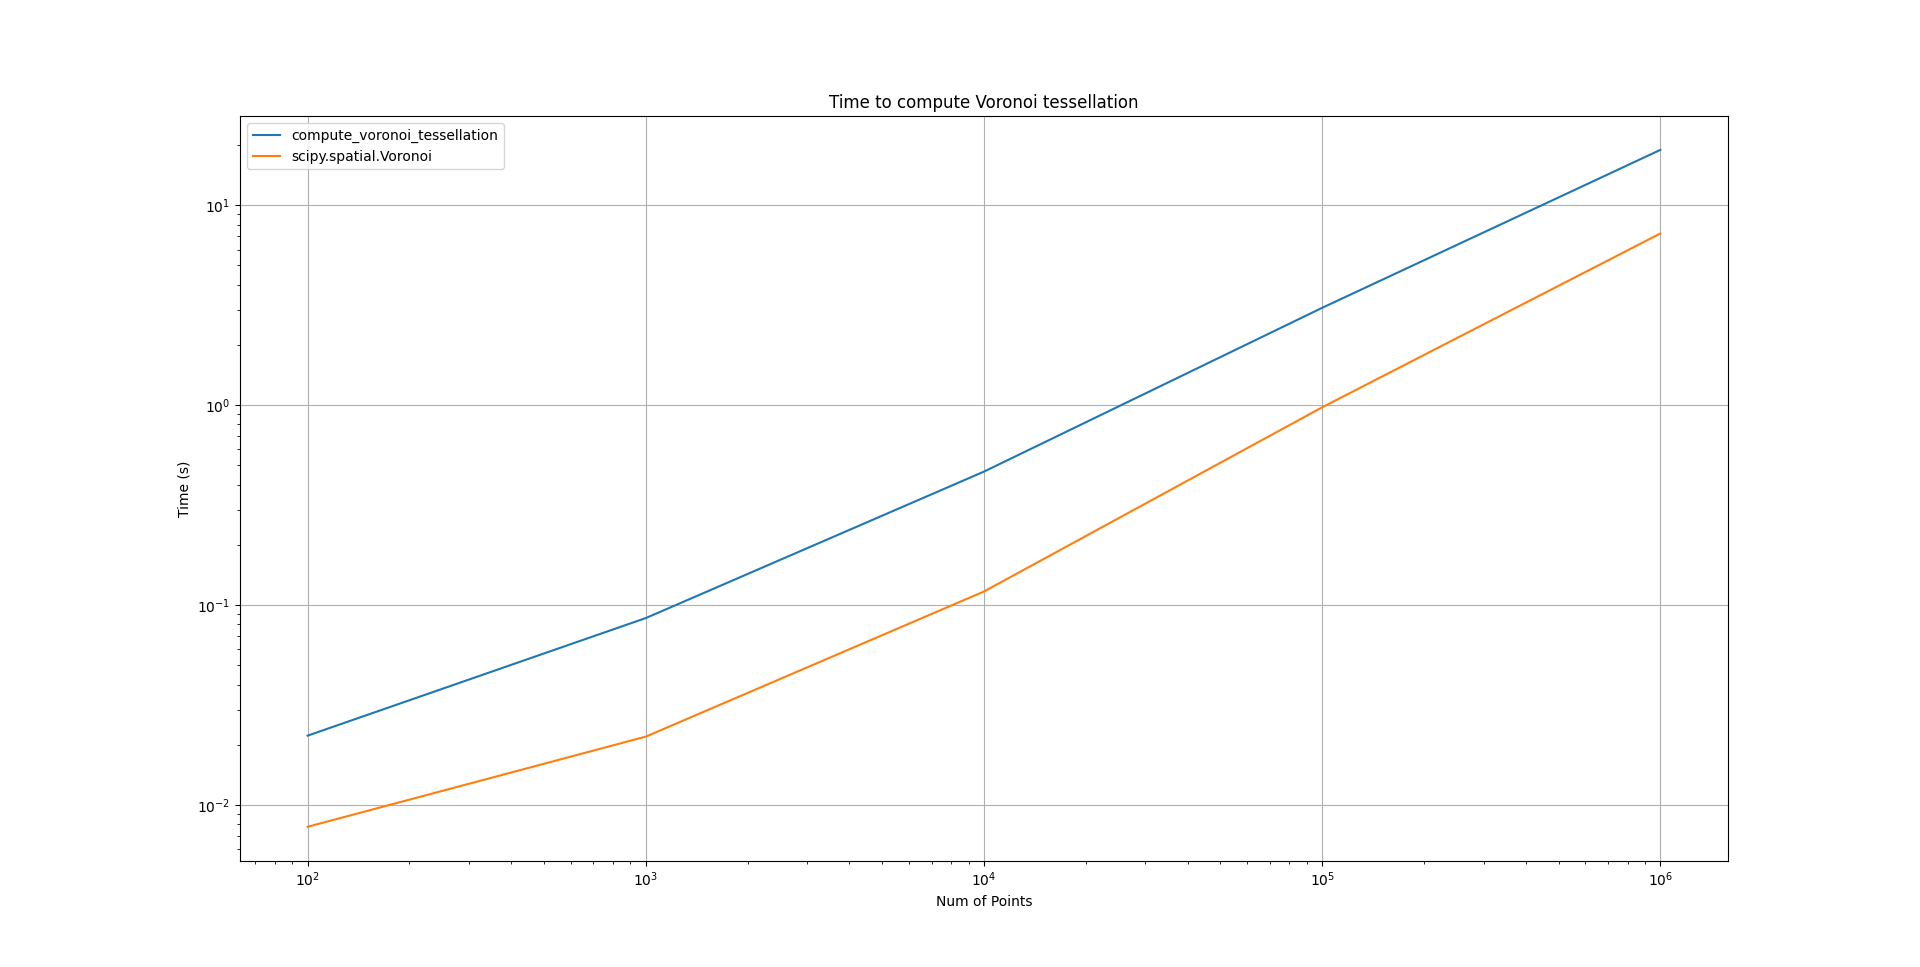 Time to compute Voronoi tessellation
compute_voronoi_tessellation
scipy.spatial.Voronoi
10¹
10⁰
10⁻¹
10⁻²
Time (s)
10² 10³ 10⁴ 10⁵ 10⁶
Num of Points